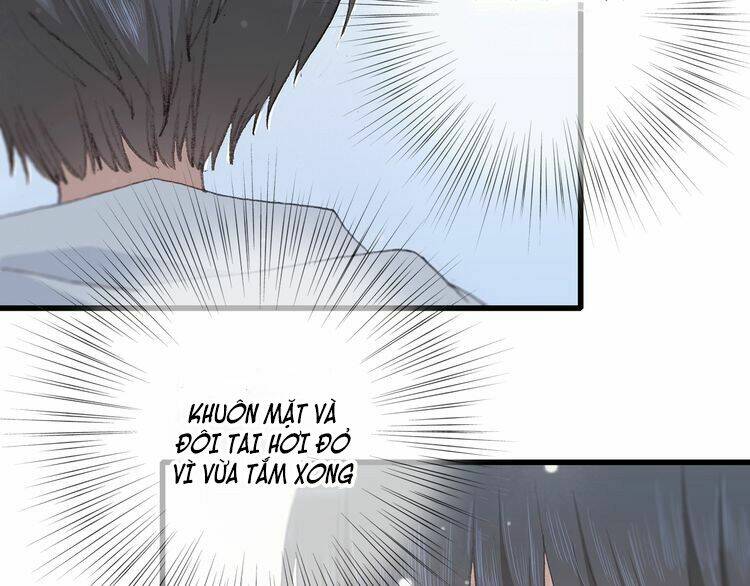 KHUÔN MẶT VÀ
ĐÔI TAI HƠI ĐỎ
VÌ VỪA TẮM XONG